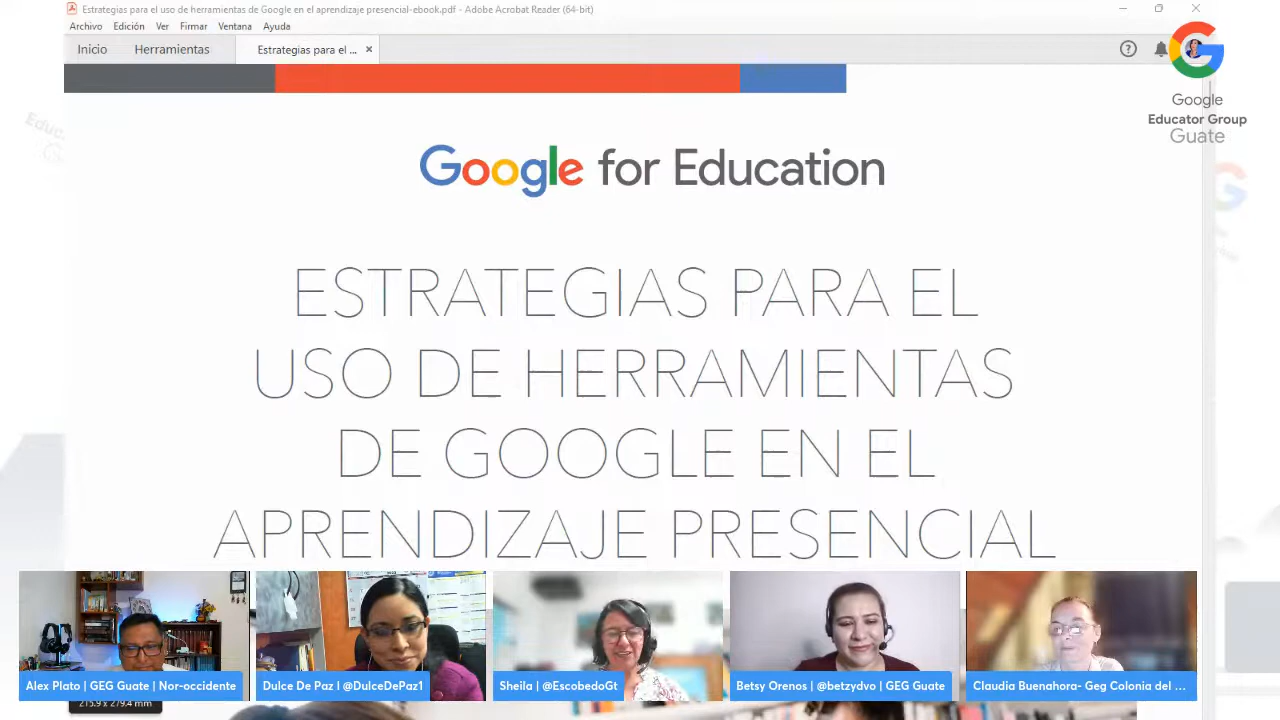 Estrategias para el uso de herramientas de Google en el aprendizaje presencial-ebook.pdf - Adobe Acrobat Reader (64-bit)
Archivo Edición Ver Firmar Ventana Ayuda
Inicio Herramientas Estrategias para el ... ×
Google
Educator Group
Guate
Google for Education
ESTRATEGIAS PARA EL
USO DE HERRAMIENTAS
DE GOOGLE EN EL
APRENDIZAJE PRESENCIAL
Alex Plato | GEG Guate | Nor-occidente
Dulce De Paz l @DulceDePaz1
Sheila | @EscobedoGt
Betsy Orenos | @betzydvo | GEG Guate
Claudia Buenahora- Geg Colonia del ...
215.9 x 279.4 mm